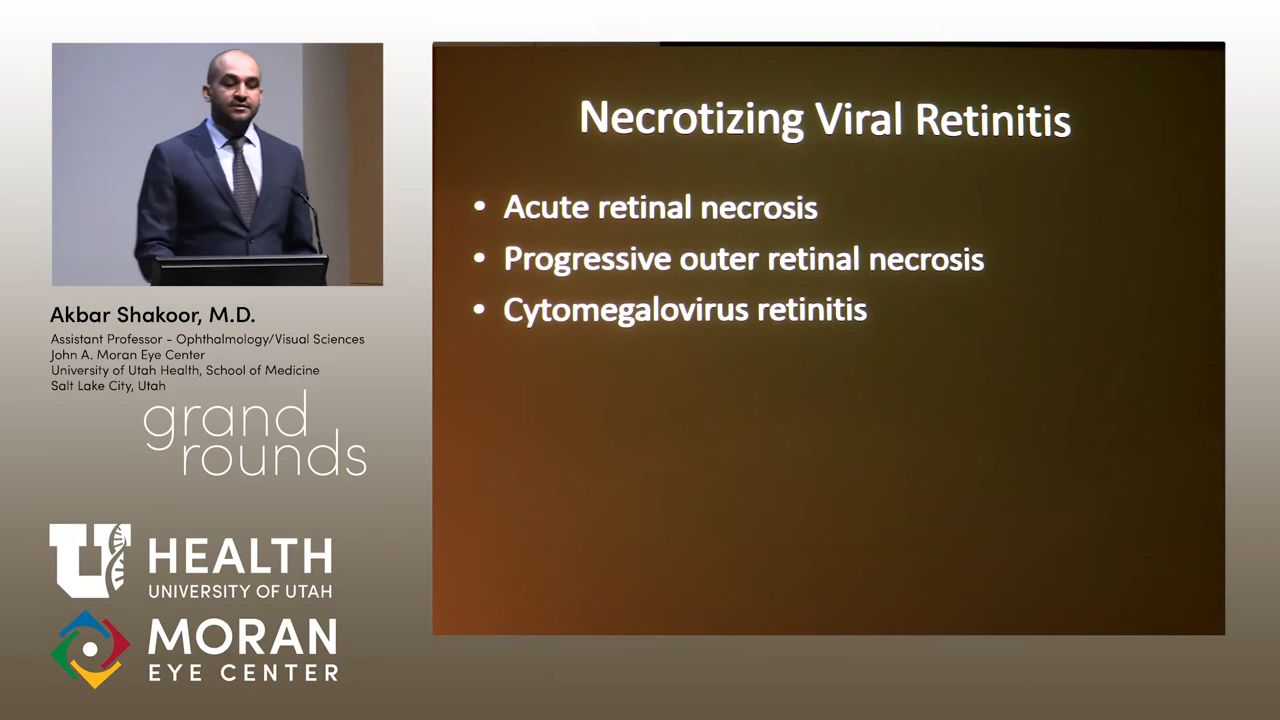 Akbar Shakoor, M.D.
Assistant Professor - Ophthalmology/Visual Sciences
John A. Moran Eye Center
University of Utah Health, School of Medicine
Salt Lake City, Utah
grand
rounds
U HEALTH
UNIVERSITY OF UTAH
MORAN
EYE CENTER
Necrotizing Viral Retinitis
• Acute retinal necrosis
• Progressive outer retinal necrosis
• Cytomegalovirus retinitis